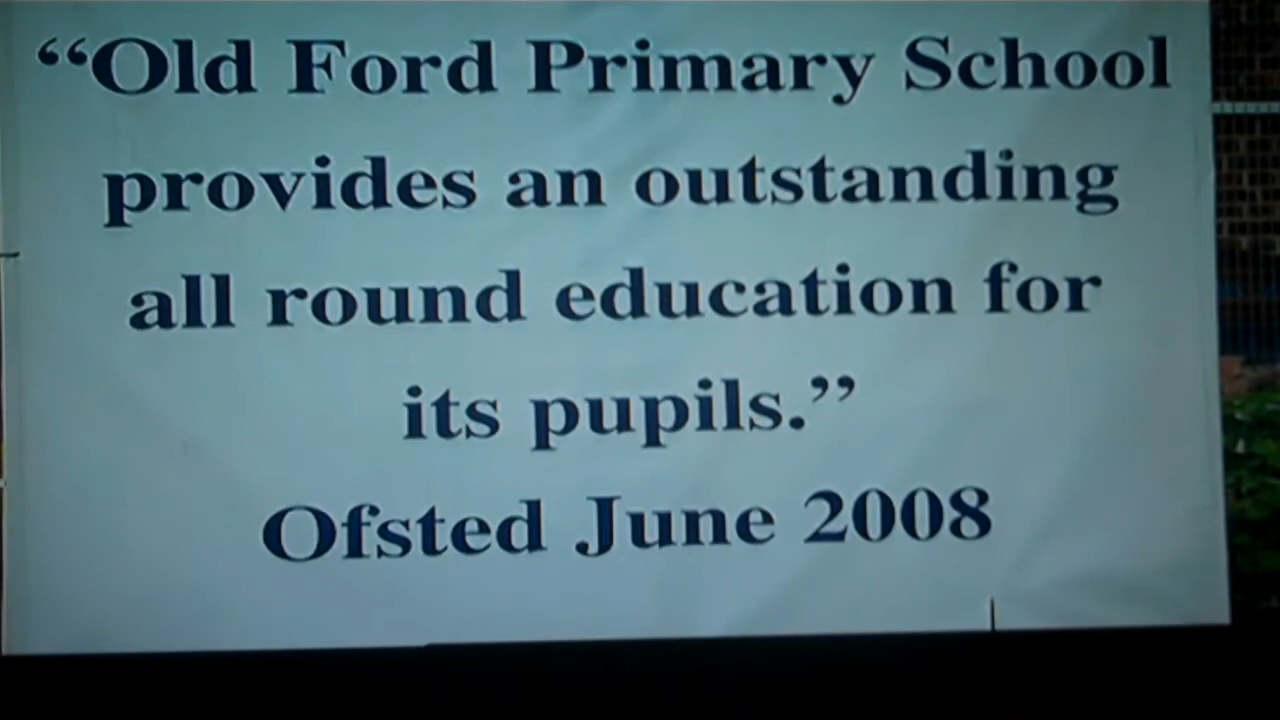 “Old Ford Primary School
provides an outstanding
all round education for
its pupils.”
Ofsted June 2008